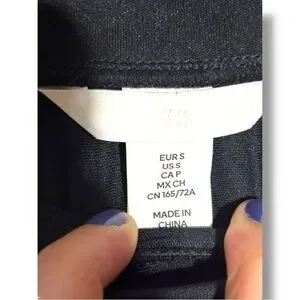 EUR S
US S
CA P
MX CH
CN 165/72A
MADE IN
CHINA